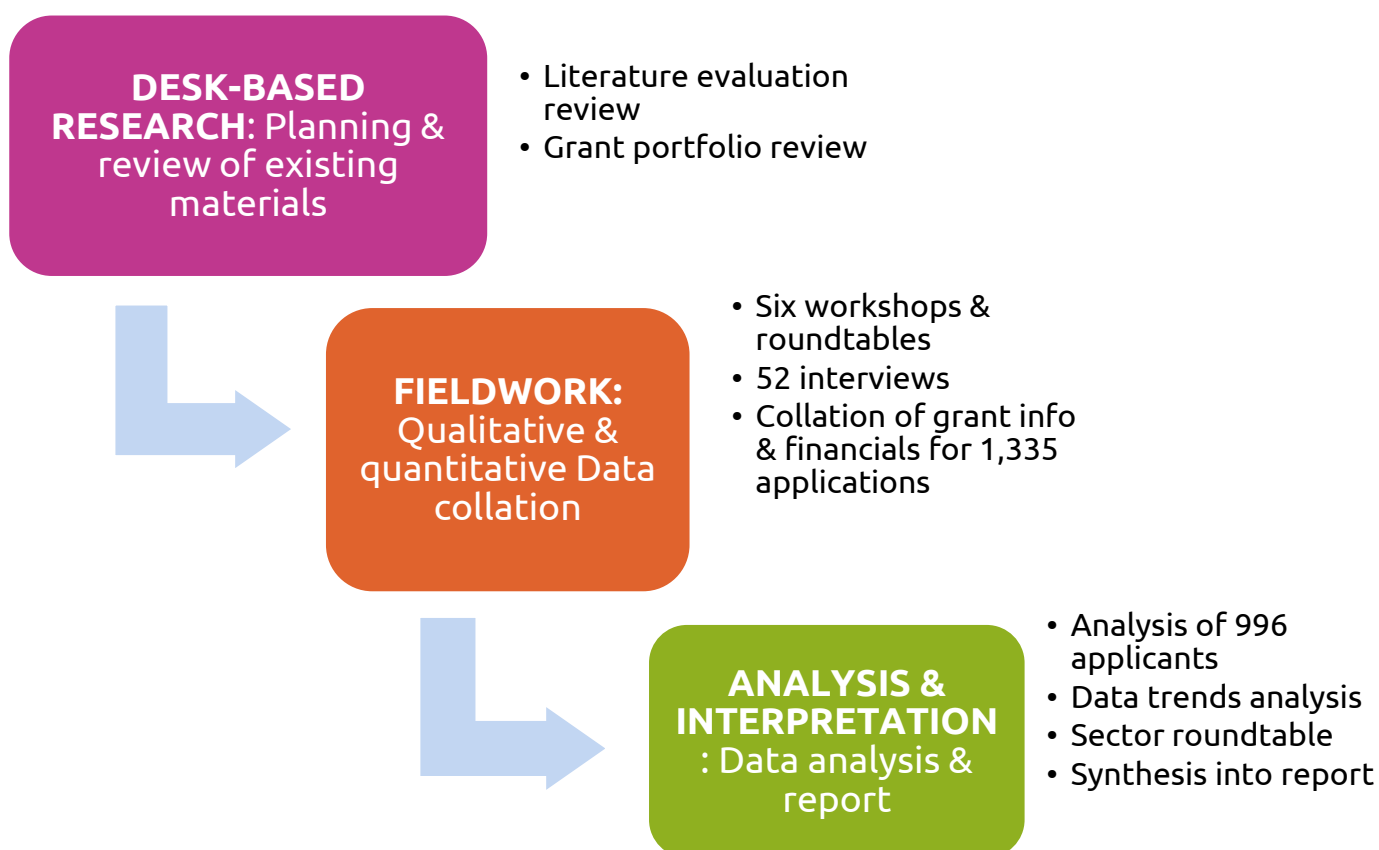 DESK-BASED
RESEARCH: Planning &
review of existing
materials
• Literature evaluation
review
• Grant portfolio review
FIELDWORK:
Qualitative &
quantitative Data
collation
• Six workshops &
roundtables
• 52 interviews
• Collation of grant info
& financials for 1,335
applications
ANALYSIS &
INTERPRETATION
: Data analysis &
report
• Analysis of 996
applicants
• Data trends analysis
• Sector roundtable
• Synthesis into report